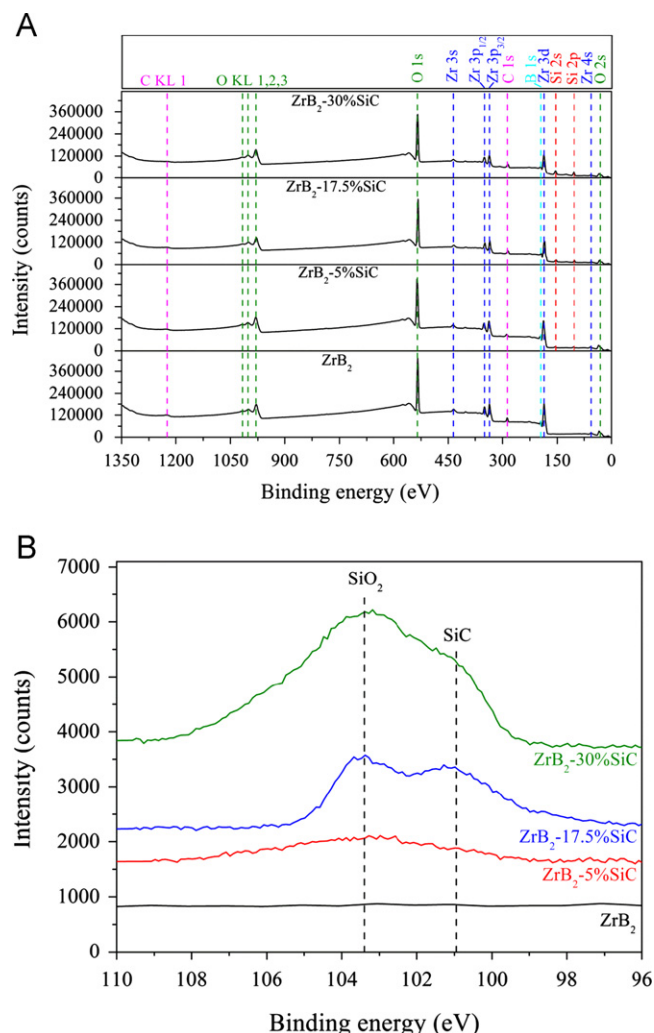 A
C KL 1
O KL 1,2,3
O 1s
Zr 3s
Zr 3p1/2
Zr 3p3/2
C 1s
B 1s
Zr 3d
Si 2s
Si 2p
Zr 4s
O 2s
Intensity (counts)
ZrB₂-30%SiC
360000
240000
120000
0
ZrB₂-17.5%SiC
360000
240000
120000
0
ZrB₂-5%SiC
360000
240000
120000
0
ZrB₂
360000
240000
120000
0
1350 1200 1050 900 750 600 450 300 150 0
Binding energy (eV)
B
Intensity (counts)
7000
6000
5000
4000
3000
2000
1000
0
SiO₂
SiC
ZrB₂-30%SiC
ZrB₂-17.5%SiC
ZrB₂-5%SiC
ZrB₂
110 108 106 104 102 100 98 96
Binding energy (eV)